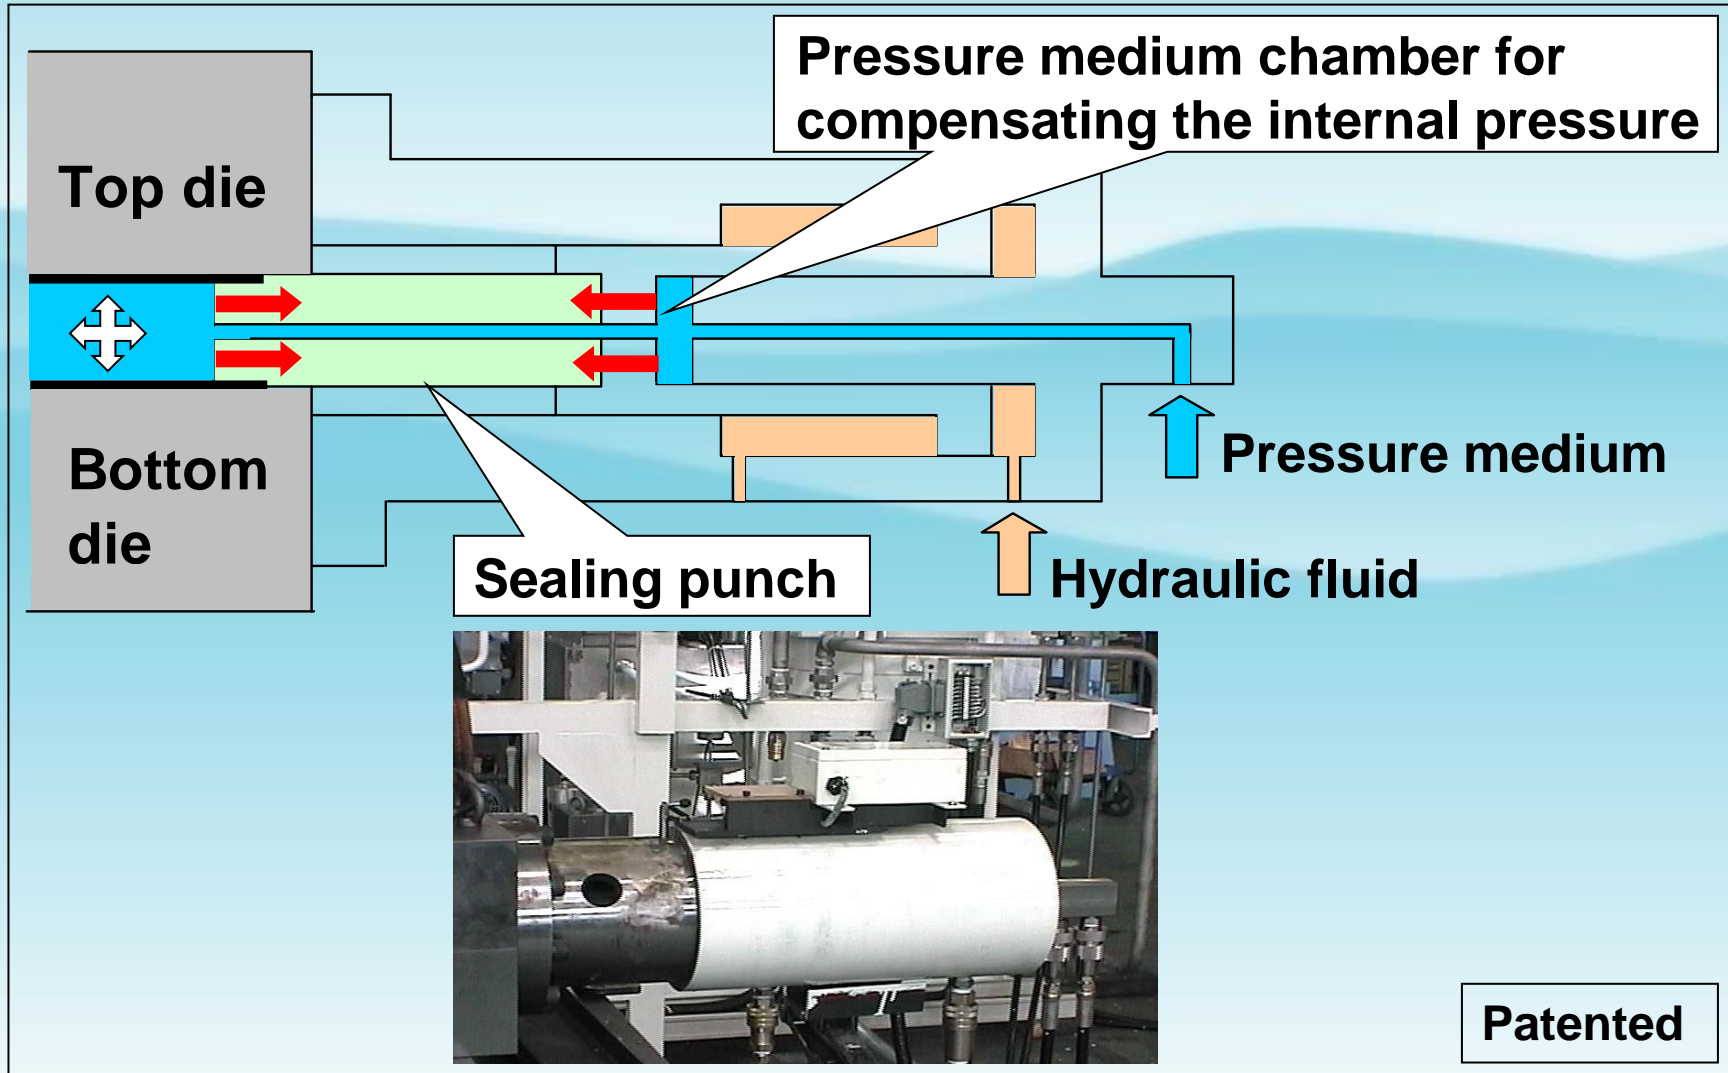 Pressure medium chamber for
compensating the internal pressure
Top die
Bottom
die
Pressure medium
Sealing punch
Hydraulic fluid
Patented